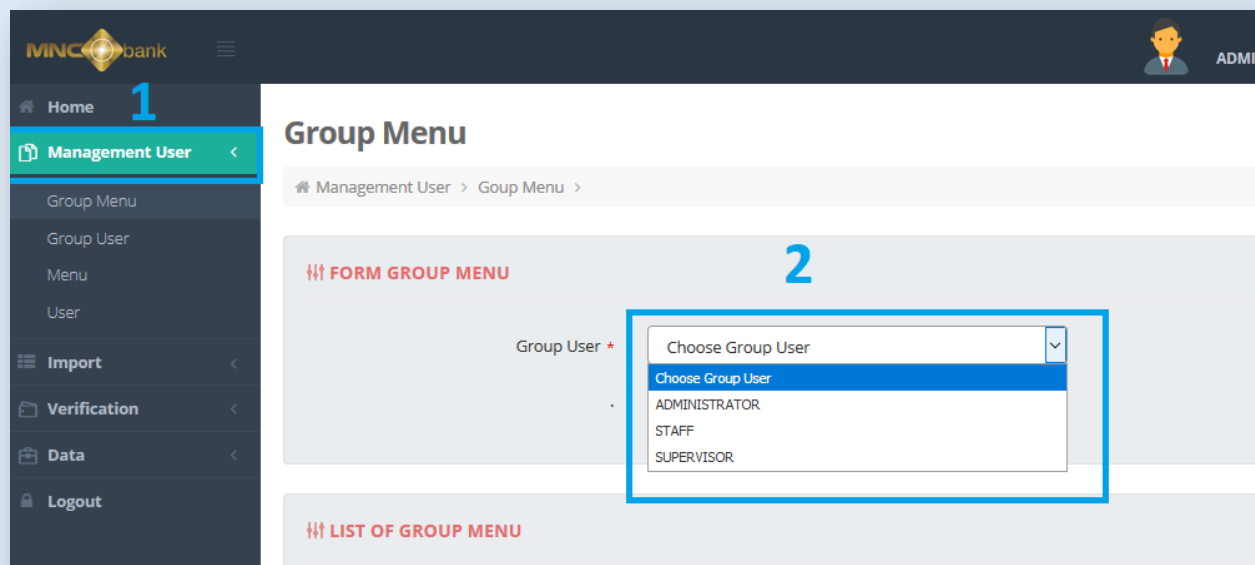 MNC bank
ADMI
1
Home
Management User
Group Menu
Group User
Menu
User
Import
Verification
Data
Logout
Group Menu
Management User > Goup Menu >
FORM GROUP MENU
2
Group User *
Choose Group User
Choose Group User
ADMINISTRATOR
STAFF
SUPERVISOR
.
LIST OF GROUP MENU